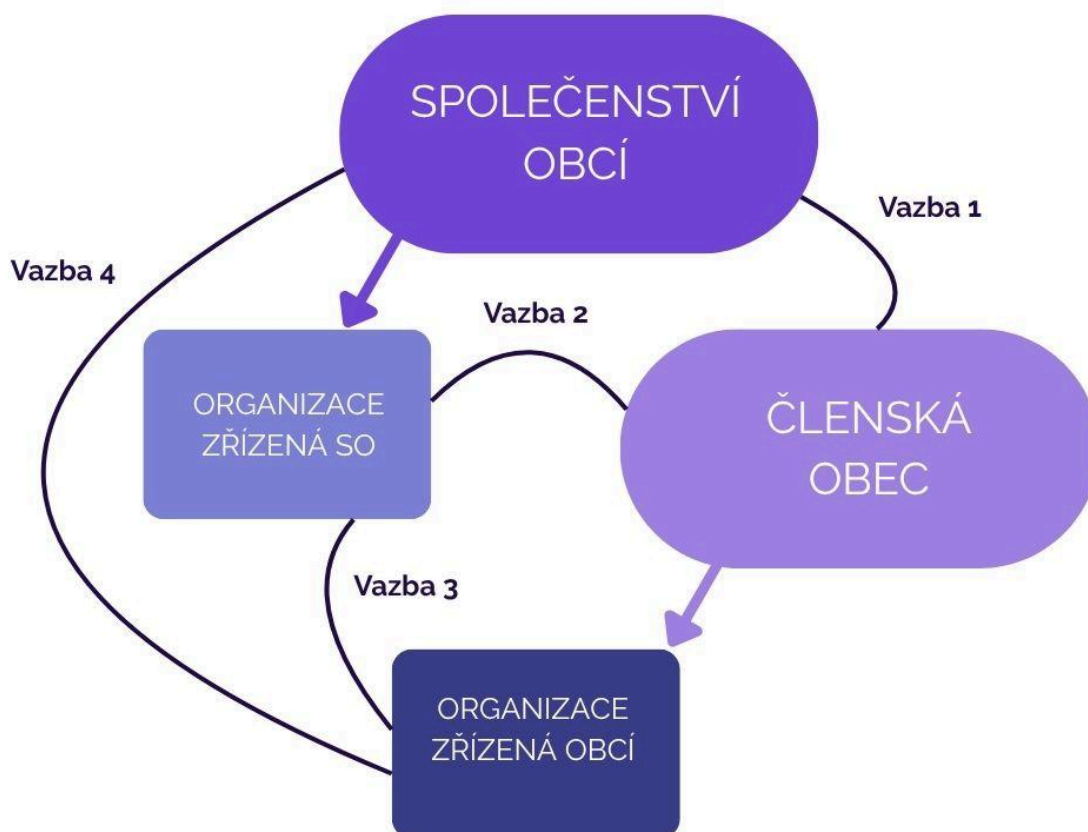 SPOLEČENSTVÍ
OBCÍ
Vazba 1
Vazba 4
Vazba 2
ORGANIZACE
ZŘÍZENÁ SO
ČLENSKÁ
OBEC
Vazba 3
ORGANIZACE
ZŘÍZENÁ OBCÍ